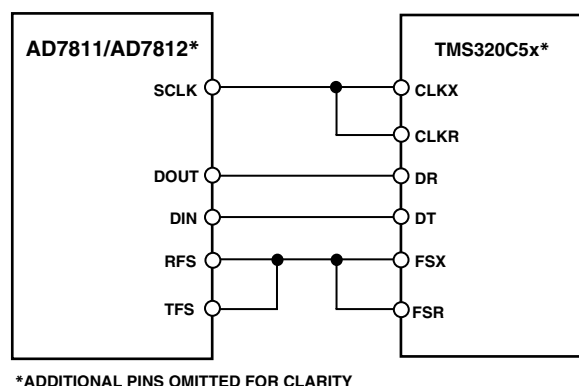 AD7811/AD7812*
TMS320C5x*
SCLK
CLKX
CLKR
DOUT
DR
DIN
DT
RFS
FSX
TFS
FSR
*ADDITIONAL PINS OMITTED FOR CLARITY